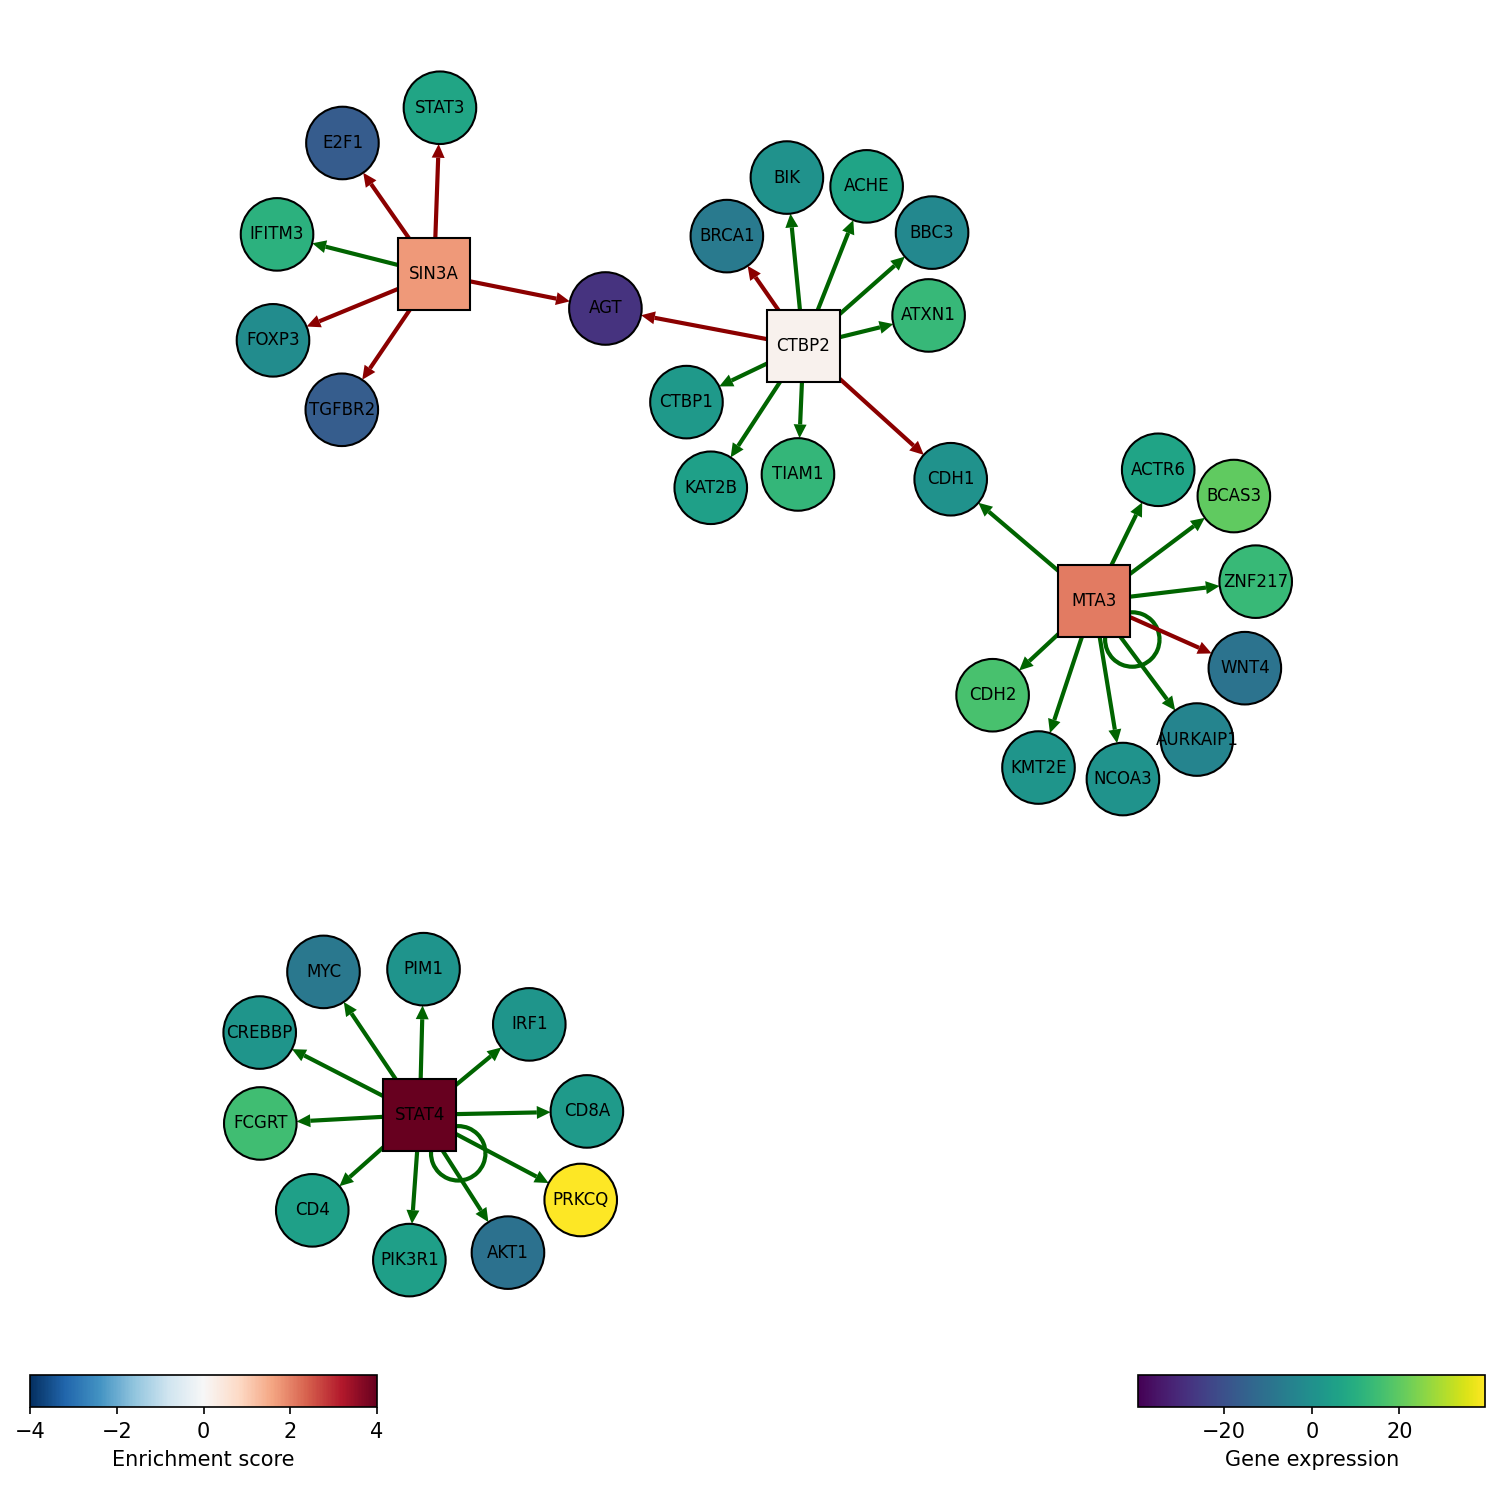 STAT3
E2F1
BIK
ACHE
IFITM3
BRCA1
BBC3
SIN3A
AGT
ATXN1
FOXP3
CTBP2
TGFBR2
CTBP1
KAT2B
TIAM1
CDH1
ACTR6
BCAS3
ZNF217
MTA3
WNT4
CDH2
AURKAIP1
KMT2E
NCOA3
MYC
PIM1
CREBBP
IRF1
FCGRT
STAT4
CD8A
CD4
PRKCQ
PIK3R1
AKT1
−4 −2 0 2 4
Enrichment score
−20 0 20
Gene expression